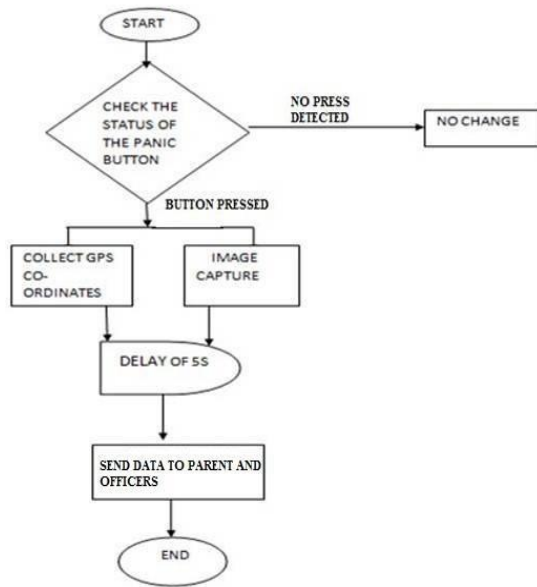 START
CHECK THE
STATUS OF
THE PANIC
BUTTON
NO PRESS
DETECTED
NO CHANGE
BUTTON PRESSED
COLLECT GPS
CO-
ORDINATES
IMAGE
CAPTURE
DELAY OF 5S
SEND DATA TO PARENT AND
OFFICERS
END